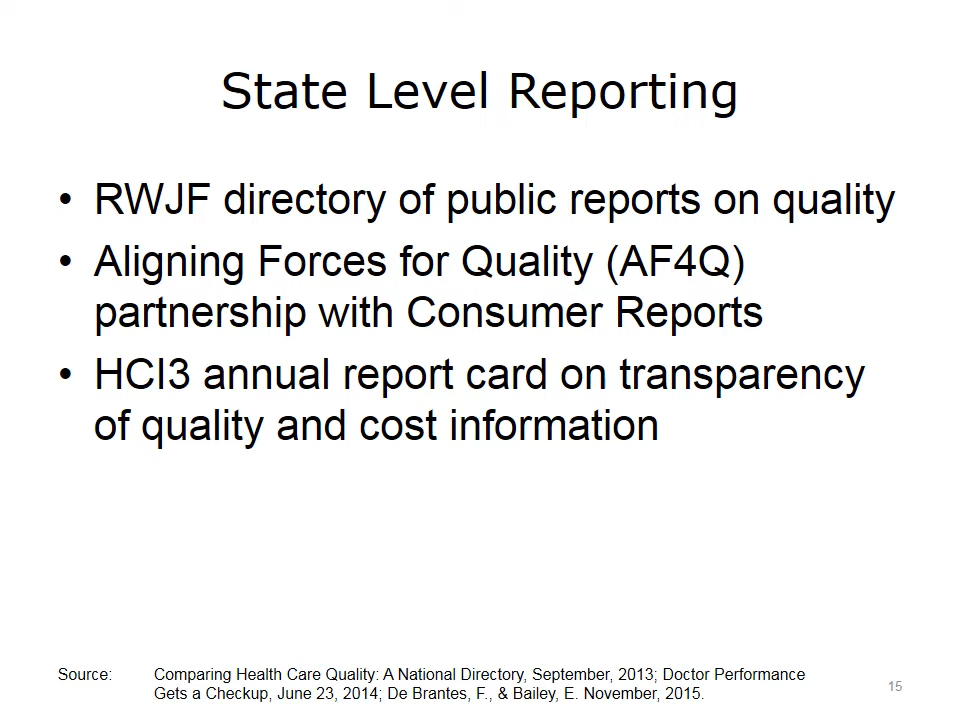 State Level Reporting
• RWJF directory of public reports on quality
• Aligning Forces for Quality (AF4Q)
partnership with Consumer Reports
• HCI3 annual report card on transparency
of quality and cost information
Source: Comparing Health Care Quality: A National Directory, September, 2013; Doctor Performance
Gets a Checkup, June 23, 2014; De Brantes, F., & Bailey, E. November, 2015.
15